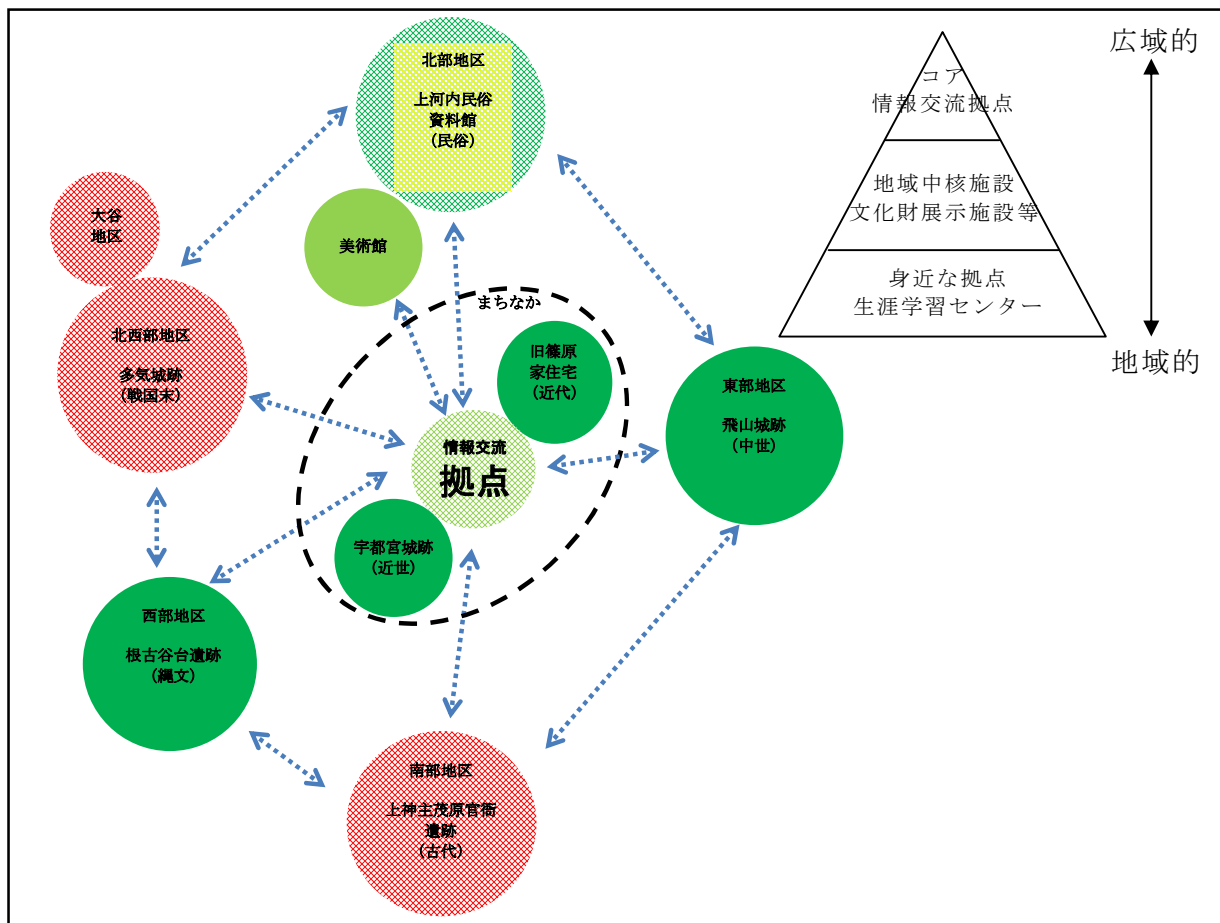 北部地区
上河内民俗
資料館
(民俗)
大谷
地区
美術館
北西部地区
多気城跡
(戦国末)
まちなか
旧篠原
家住宅
(近代)
情報交流
拠点
宇都宮城跡
(近世)
東部地区
飛山城跡
(中世)
西部地区
根古谷台遺跡
(縄文)
南部地区
上神主茂原官衙
遺跡
(古代)
コア
情報交流拠点
地域中核施設
文化財展示施設等
身近な拠点
生涯学習センター
広域的
地域的